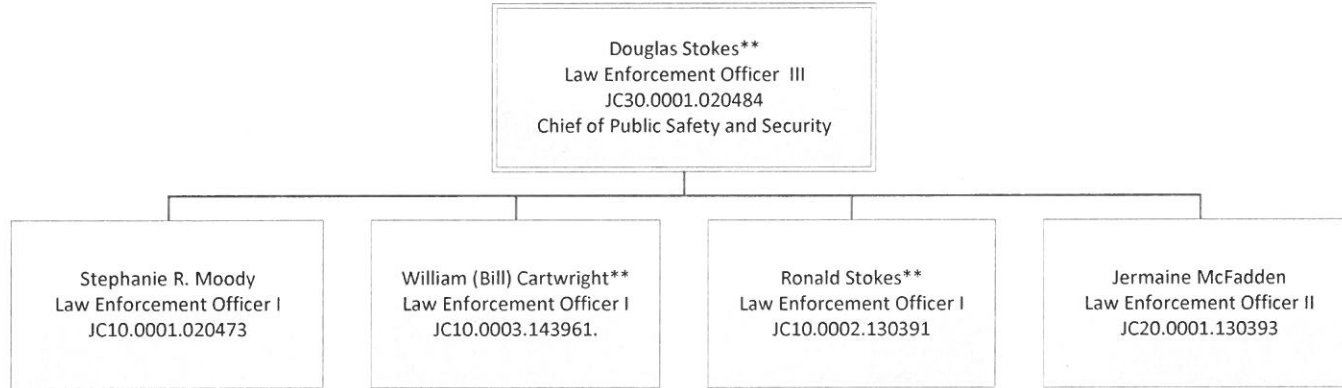 Douglas Stokes**
Law Enforcement Officer  III
JC30.0001.020484
Chief of Public Safety and Security
Stephanie R. Moody
Law Enforcement Officer I
JC10.0001.020473
William (Bill) Cartwright**
Law Enforcement Officer I
JC10.0003.143961.
Ronald Stokes**
Law Enforcement Officer I
JC10.0002.130391
Jermaine McFadden
Law Enforcement Officer II
JC20.0001.130393